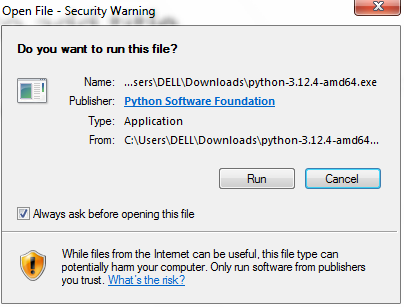 Open File - Security Warning
Do you want to run this file?
Name: ...sers\DELL\Downloads\python-3.12.4-amd64.exe
Publisher: Python Software Foundation
Type: Application
From: C:\Users\DELL\Downloads\python-3.12.4-amd64...
Run Cancel
Always ask before opening this file
While files from the Internet can be useful, this file type can
potentially harm your computer. Only run software from publishers
you trust. What's the risk?